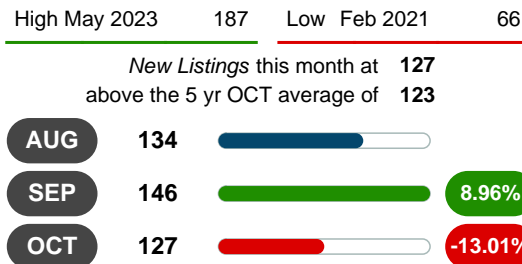 High May 2023 187 Low Feb 2021 66
New Listings this month at 127
above the 5 yr OCT average of 123
AUG 134
SEP 146 8.96%
OCT 127 -13.01%